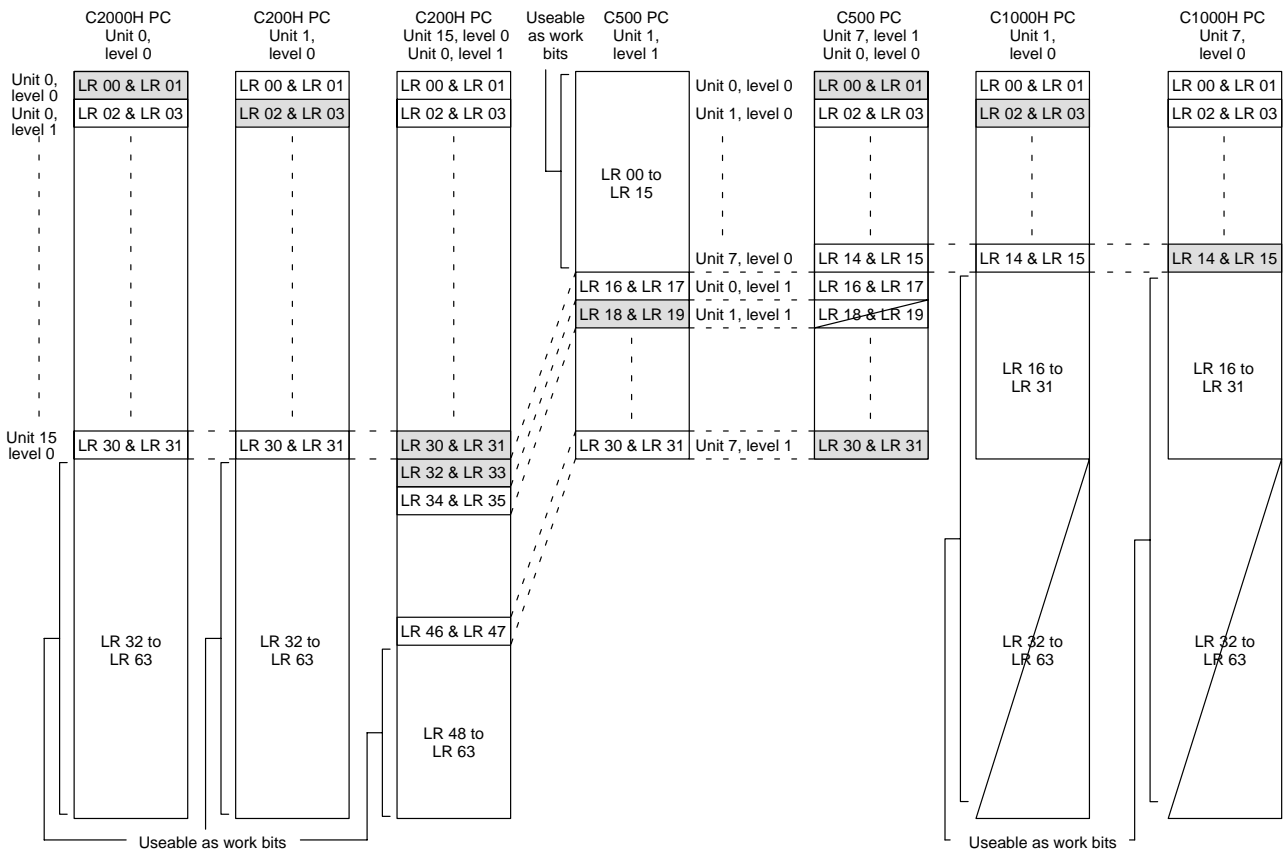 C2000H PC
Unit 0,
level 0
C200H PC
Unit 1,
level 0
C200H PC
Unit 15, level 0
Unit 0, level 1
Useable
as work
bits
C500 PC
Unit 1,
level 1
C500 PC
Unit 7, level 1
Unit 0, level 0
C1000H PC
Unit 1,
level 0
C1000H PC
Unit 7,
level 0
Unit 0,
level 0
LR 00 & LR 01
LR 00 & LR 01
LR 00 & LR 01
Unit 0, level 0
LR 00 & LR 01
LR 00 & LR 01
LR 00 & LR 01
Unit 0,
level 1
LR 02 & LR 03
LR 02 & LR 03
LR 02 & LR 03
Unit 1, level 0
LR 02 & LR 03
LR 02 & LR 03
LR 02 & LR 03
LR 00 to
LR 15
Unit 7, level 0
LR 14 & LR 15
LR 14 & LR 15
LR 14 & LR 15
LR 16 & LR 17
Unit 0, level 1
LR 16 & LR 17
LR 18 & LR 19
Unit 1, level 1
LR 18 & LR 19
LR 16 to
LR 31
LR 16 to
LR 31
Unit 15
level 0
LR 30 & LR 31
LR 30 & LR 31
LR 30 & LR 31
LR 30 & LR 31
Unit 7, level 1
LR 30 & LR 31
LR 32 & LR 33
LR 34 & LR 35
LR 46 & LR 47
LR 32 to
LR 63
LR 32 to
LR 63
LR 32 to
LR 63
LR 32 to
LR 63
LR 48 to
LR 63
Useable as work bits
Useable as work bits